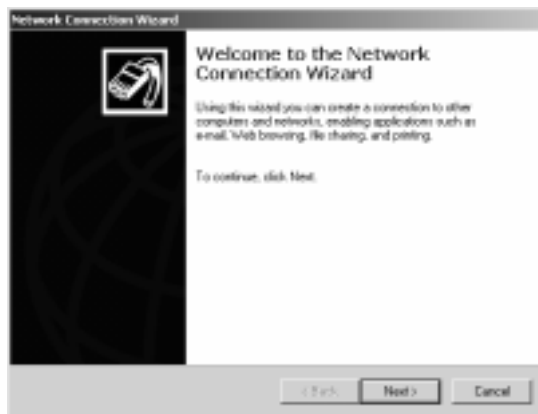 Network Connection Wizard
Welcome to the Network
Connection Wizard
Using this wizard you can create a connection to other
computers and networks, enabling applications such as
e-mail, Web browsing, file sharing, and printing.
To continue, click Next.
< Back
Next >
Cancel